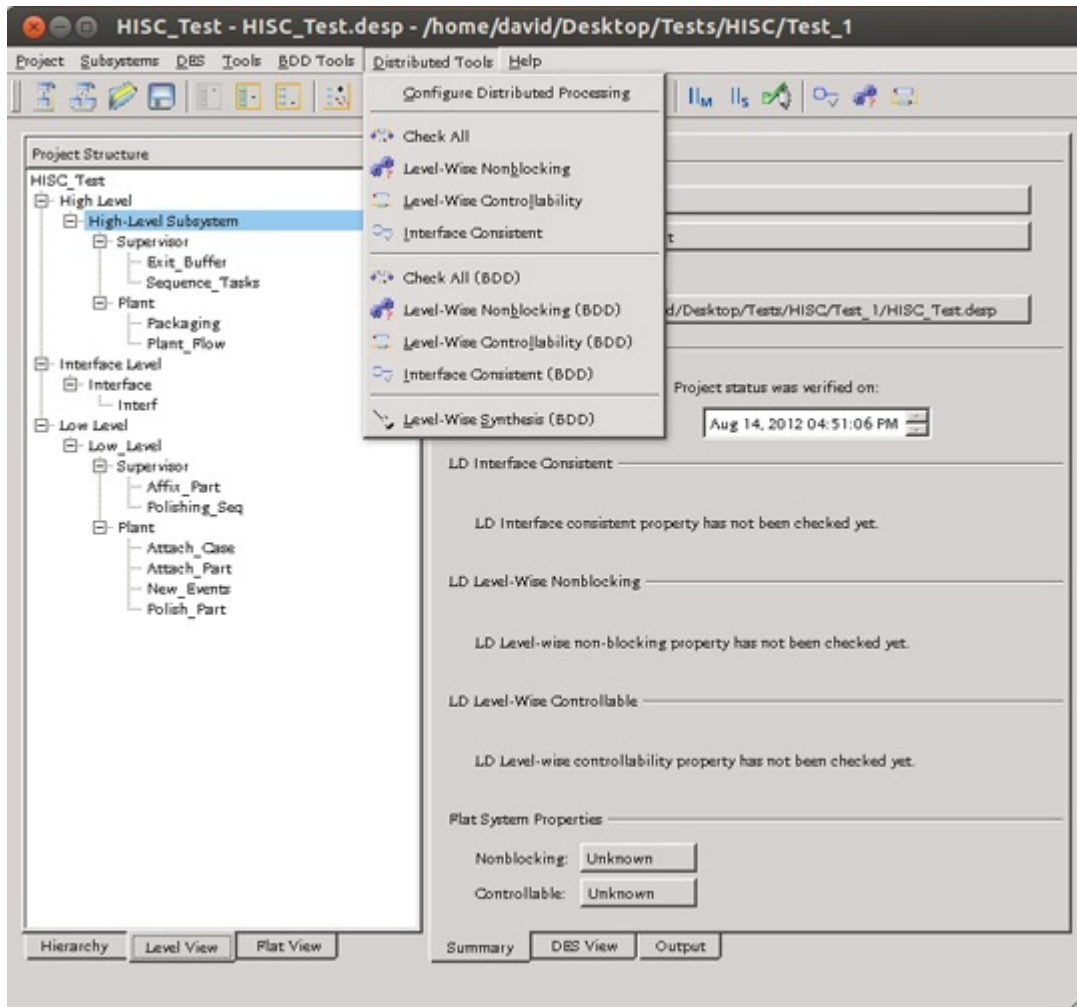 HISC_Test - HISC_Test.desp - /home/david/Desktop/Tests/HISC/Test_1
Project Subsystems DES Tools BDD Tools Distributed Tools Help
Configure Distributed Processing
Check All
Level-Wise Nonblocking
Level-Wise Controllability
Interface Consistent
Check All (BDD)
Level-Wise Nonblocking (BDD)
Level-Wise Controllability (BDD)
Interface Consistent (BDD)
Level-Wise Synthesis (BDD)
Project Structure
HISC_Test
High Level
High-Level Subsystem
Supervisor
Exit_Buffer
Sequence_Tasks
Plant
Packaging
Plant_Flow
Interface Level
Interface
Interf
Low Level
Low_Level
Supervisor
Affix_Part
Polishing_Seq
Plant
Attach_Case
Attach_Part
New_Events
Polish_Part
Hierarchy Level View Flat View
t
d/Desktop/Tests/HISC/Test_1/HISC_Test.desp
Project status was verified on:
Aug 14, 2012 04:51:06 PM
LD Interface Consistent
LD Interface consistent property has not been checked yet.
LD Level-Wise Nonblocking
LD Level-wise non-blocking property has not been checked yet.
LD Level-Wise Controllable
LD Level-wise controllability property has not been checked yet.
Flat System Properties
Nonblocking: Unknown
Controllable: Unknown
Summary DES View Output